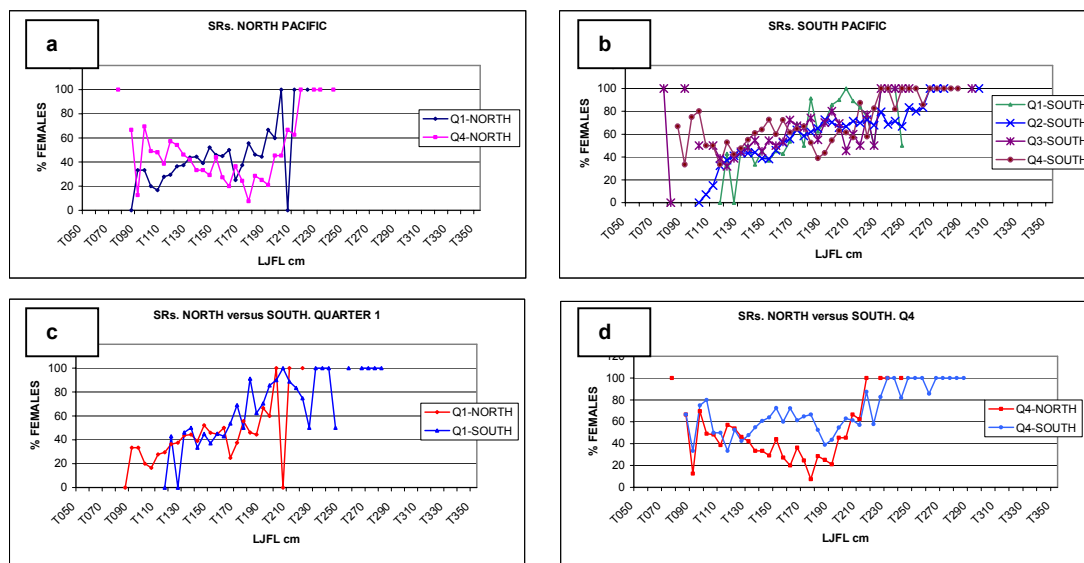 a
SRs. NORTH PACIFIC
% FEMALES
100
80
60
40
20
0
T050 T070 T090 T110 T130 T150 T170 T190 T210 T230 T250 T270 T290 T310 T330 T350
LJFL cm
Q1-NORTH
Q4-NORTH
b
SRs. SOUTH PACIFIC
% FEMALES
100
80
60
40
20
0
T050 T070 T090 T110 T130 T150 T170 T190 T210 T230 T250 T270 T290 T310 T330 T350
LJFL cm
Q1-SOUTH
Q2-SOUTH
Q3-SOUTH
Q4-SOUTH
c
SRs. NORTH versus SOUTH. QUARTER 1
% FEMALES
100
80
60
40
20
0
T050 T070 T090 T110 T130 T150 T170 T190 T210 T230 T250 T270 T290 T310 T330 T350
LJFL cm
Q1-NORTH
Q1-SOUTH
d
SRs. NORTH versus SOUTH. Q4
% FEMALES
120
100
80
60
40
20
0
T050 T070 T090 T110 T130 T150 T170 T190 T210 T230 T250 T270 T290 T310 T330 T350
LJFL cm
Q4-NORTH
Q4-SOUTH